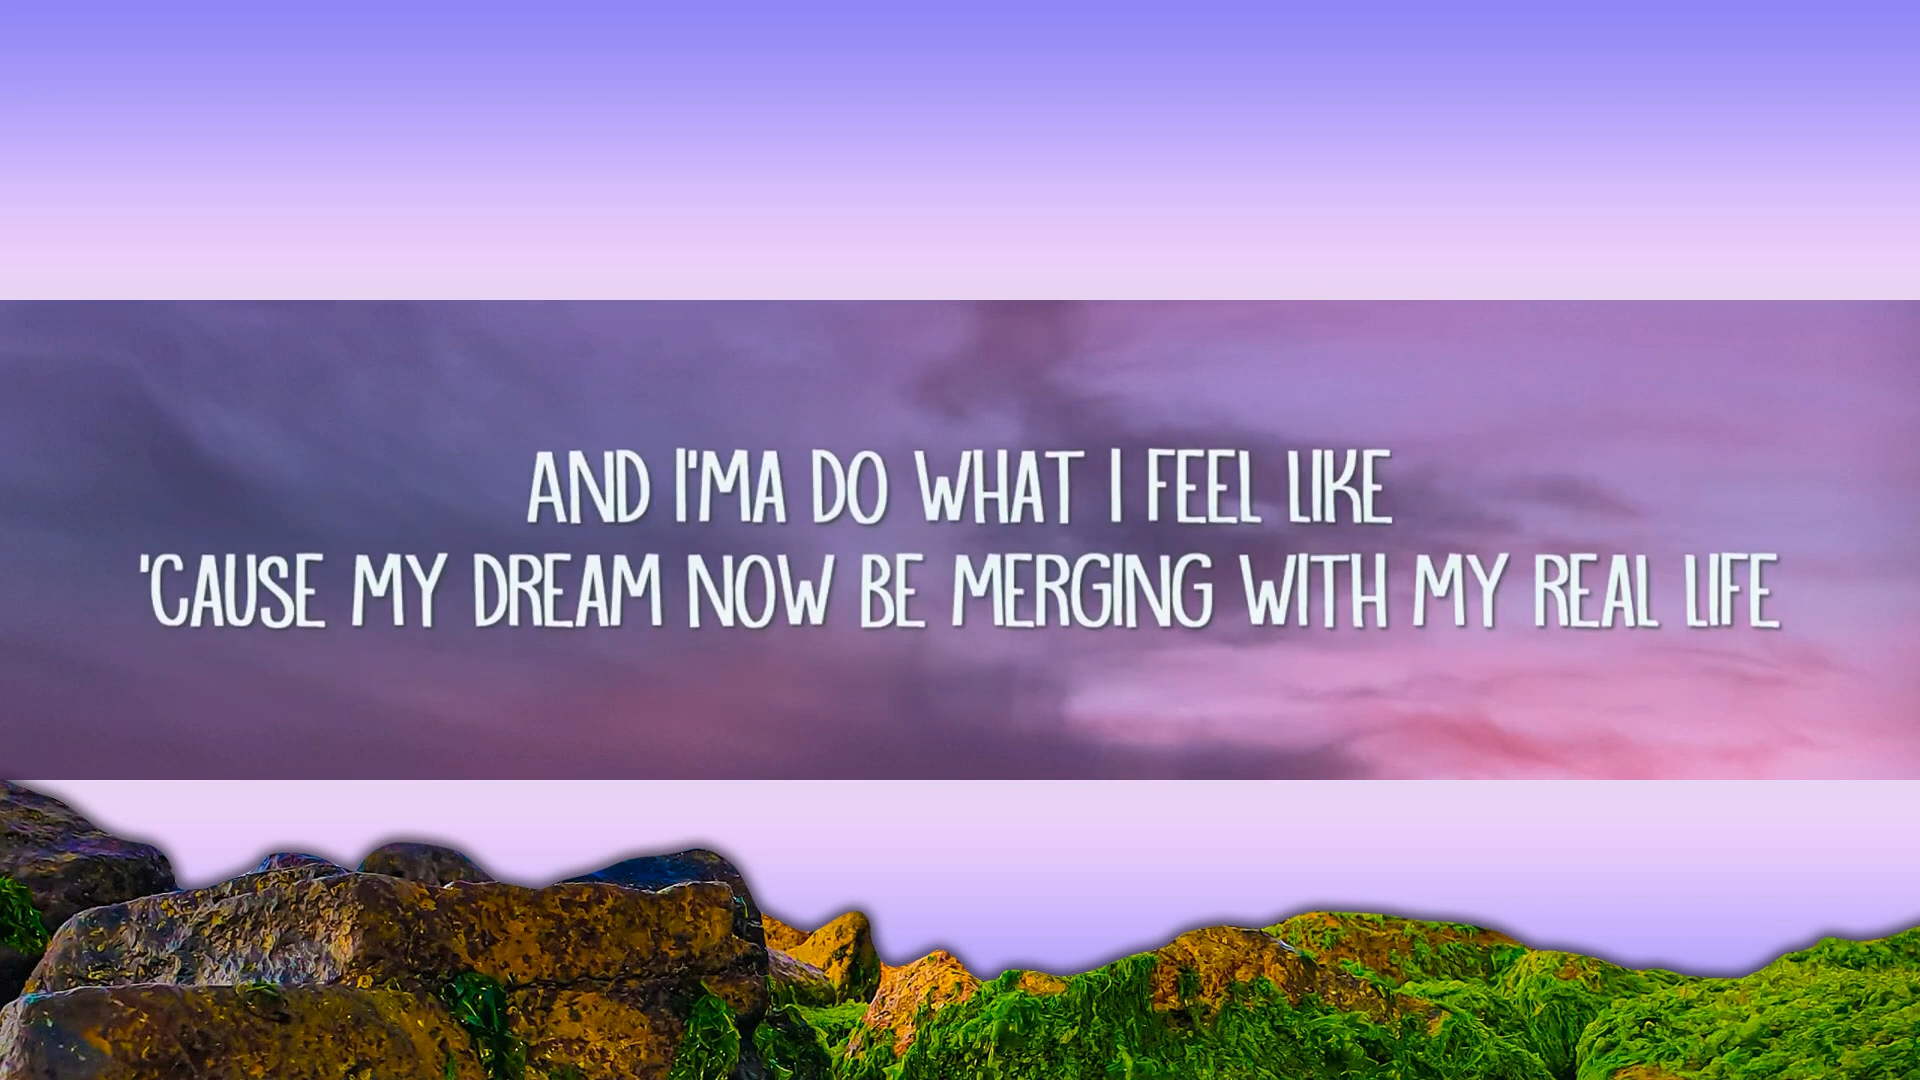 AND I'MA DO WHAT I FEEL LIKE
'CAUSE MY DREAM NOW BE MERGING WITH MY REAL LIFE